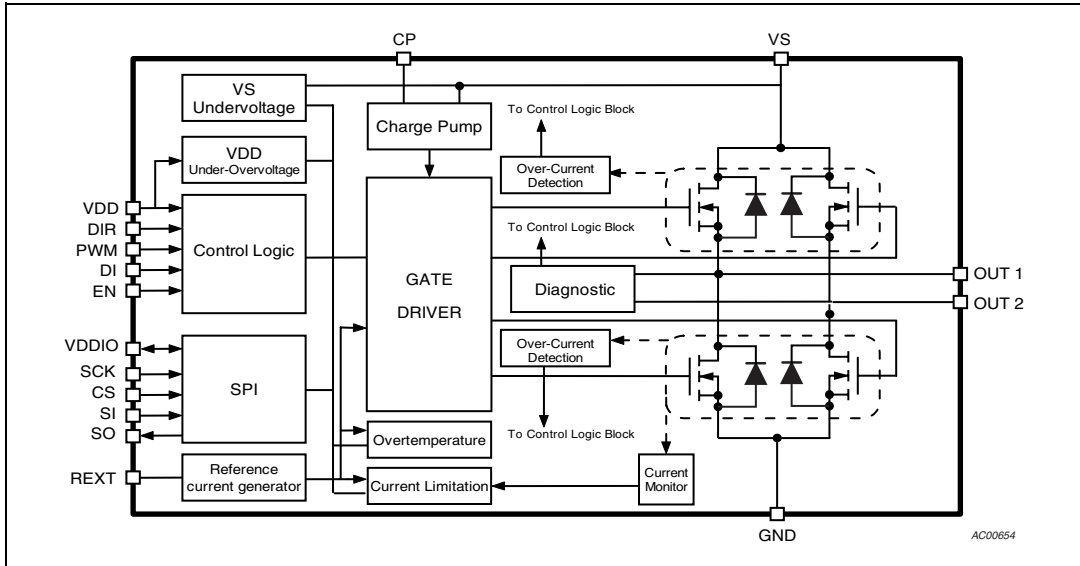 CP
VS
VS
Undervoltage
Charge Pump
To Control Logic Block
VDD
Under-Overvoltage
Over-Current
Detection
VDD
DIR
PWM
DI
EN
Control Logic
GATE
DRIVER
To Control Logic Block
Diagnostic
OUT 1
OUT 2
VDDIO
SCK
CS
SI
SO
SPI
Over-Current
Detection
To Control Logic Block
Overtemperature
REXT
Reference
current generator
Current Limitation
Current
Monitor
GND
AC00654